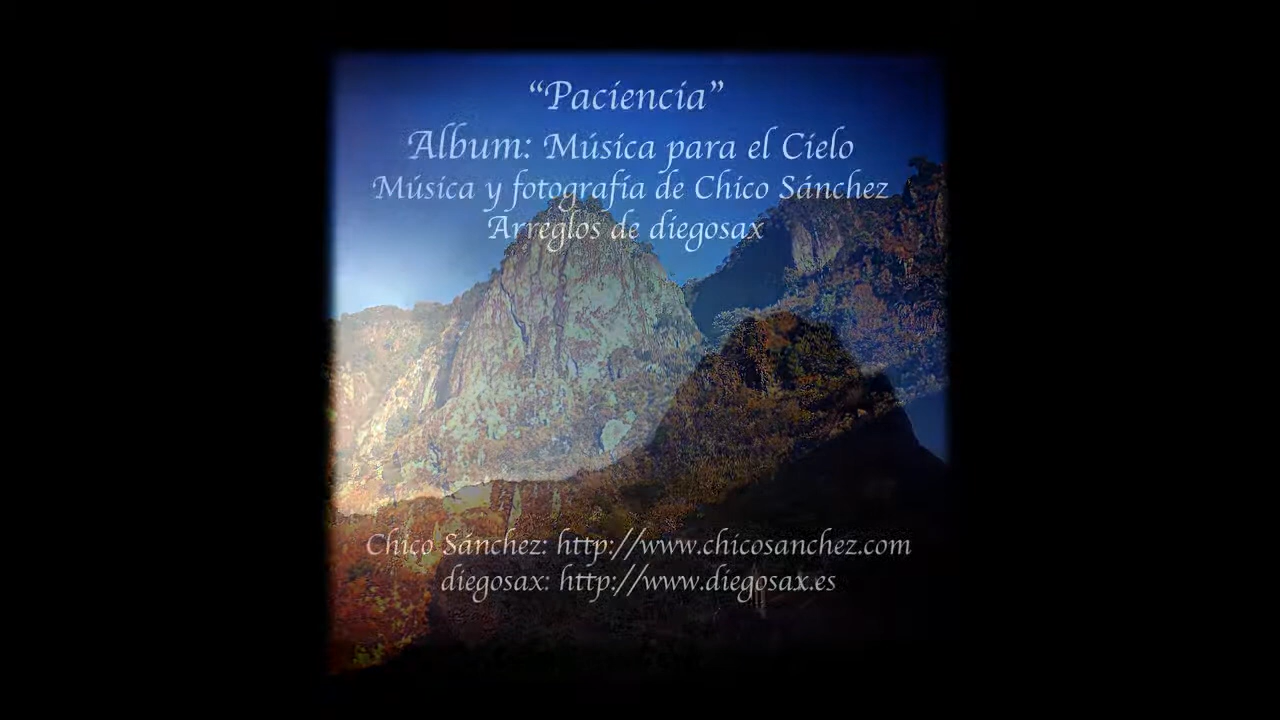 “Paciencia”
Album: Música para el Cielo
Música y fotografía de Chico Sánchez
Arreglos de diegosax
Chico Sánchez: http://www.chicosanchez.com
diegosax: http://www.diegosax.es